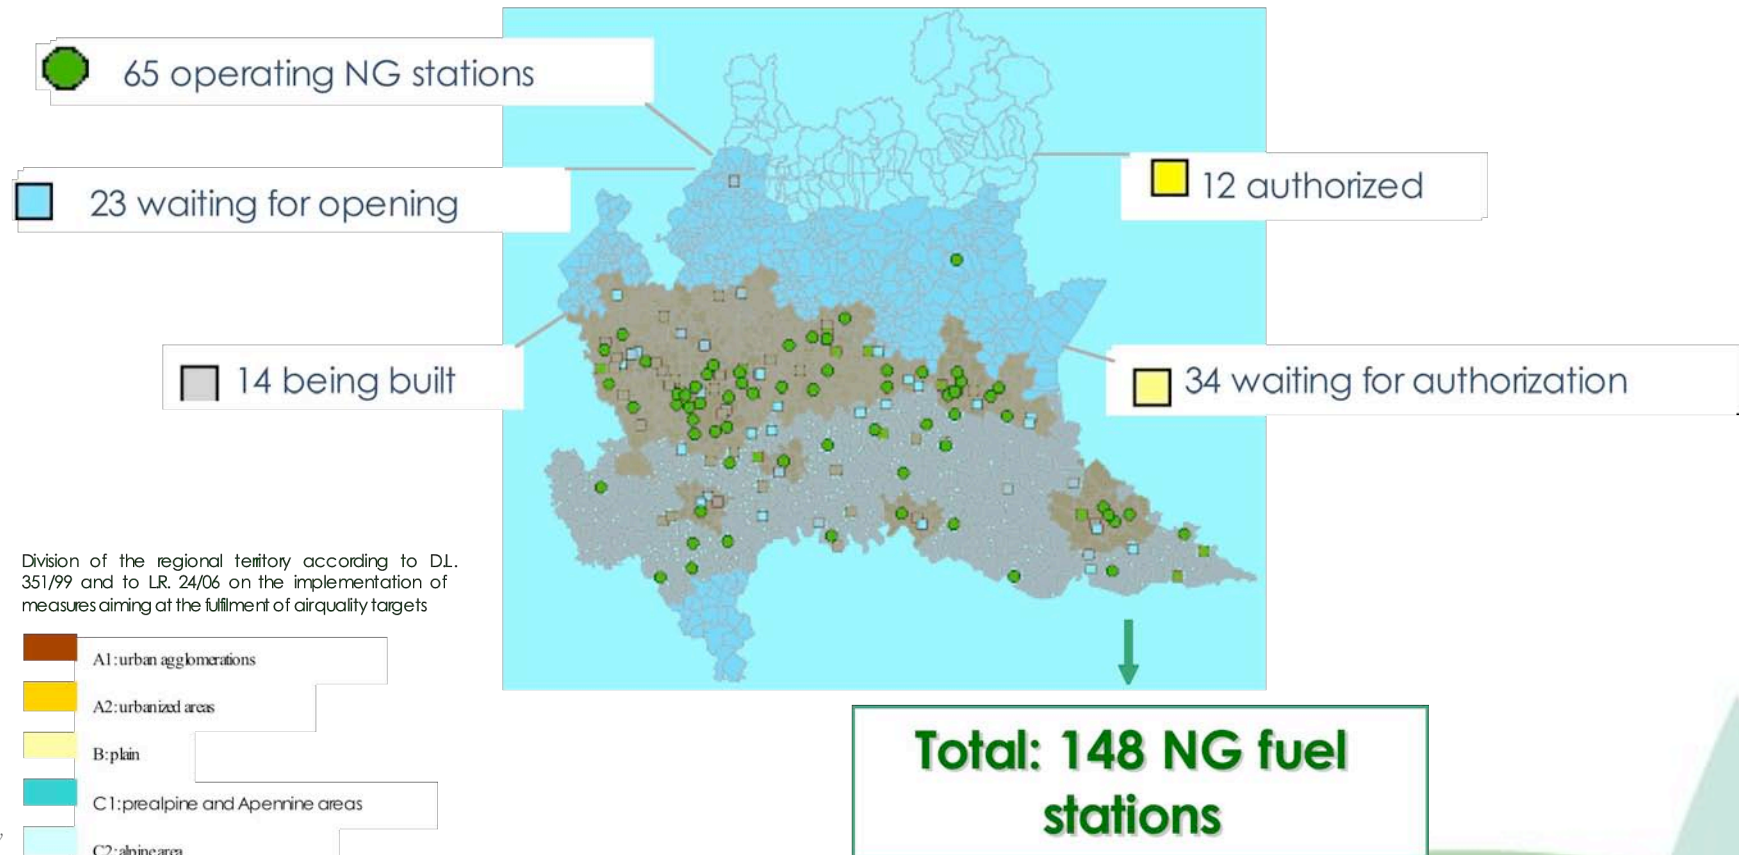 65 operating NG stations
23 waiting for opening
12 authorized
14 being built
34 waiting for authorization
Division of the regional territory according to D.L.
351/99 and to L.R. 24/06 on the implementation of
measures aiming at the fulfilment of airquality targets
A1: urban agglomerations
A2: urbanized areas
B: plain
C1: prealpine and Apennine areas
C2: alpine area
Total: 148 NG fuel
stations